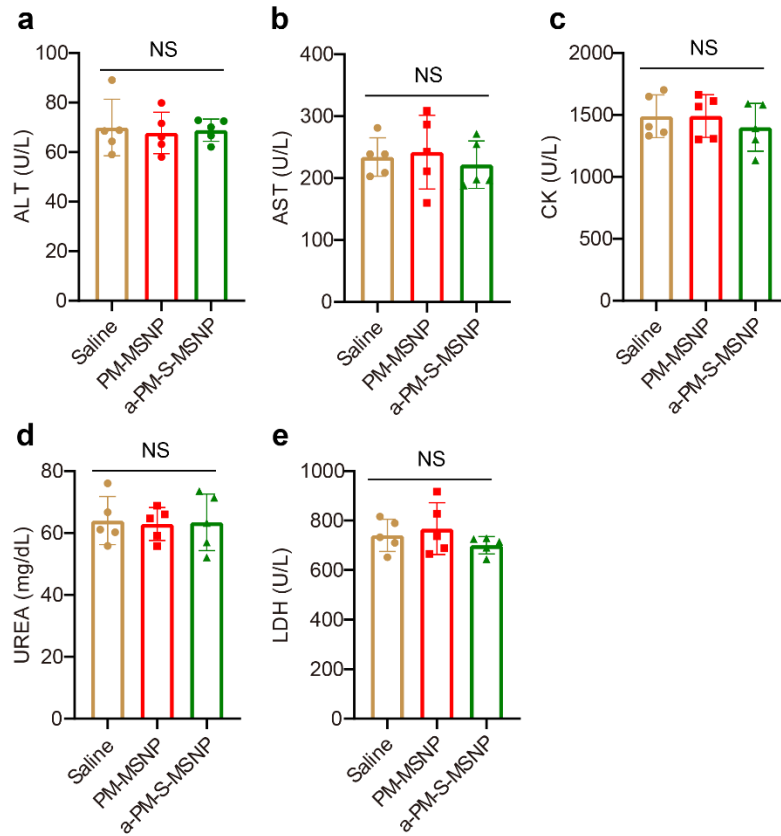 a
NS
ALT (U/L)
100
80
60
40
20
0
Saline
PM-MSNP
a-PM-S-MSNP
b
NS
AST (U/L)
400
300
200
100
0
Saline
PM-MSNP
a-PM-S-MSNP
c
NS
CK (U/L)
2000
1500
1000
500
0
Saline
PM-MSNP
a-PM-S-MSNP
d
NS
UREA (mg/dL)
80
60
40
20
0
Saline
PM-MSNP
a-PM-S-MSNP
e
NS
LDH (U/L)
1000
800
600
400
200
0
Saline
PM-MSNP
a-PM-S-MSNP